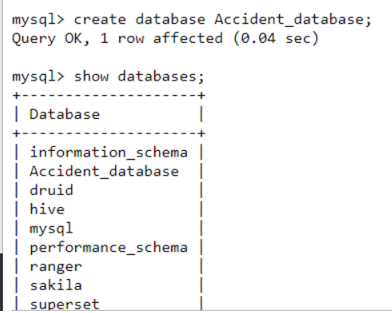 mysql> create database Accident_database;
Query OK, 1 row affected (0.04 sec)
mysql> show databases;
+--------------------+
| Database           |
+--------------------+
| information_schema |
| Accident_database  |
| druid              |
| hive               |
| mysql              |
| performance_schema |
| ranger             |
| sakila             |
| superset           |